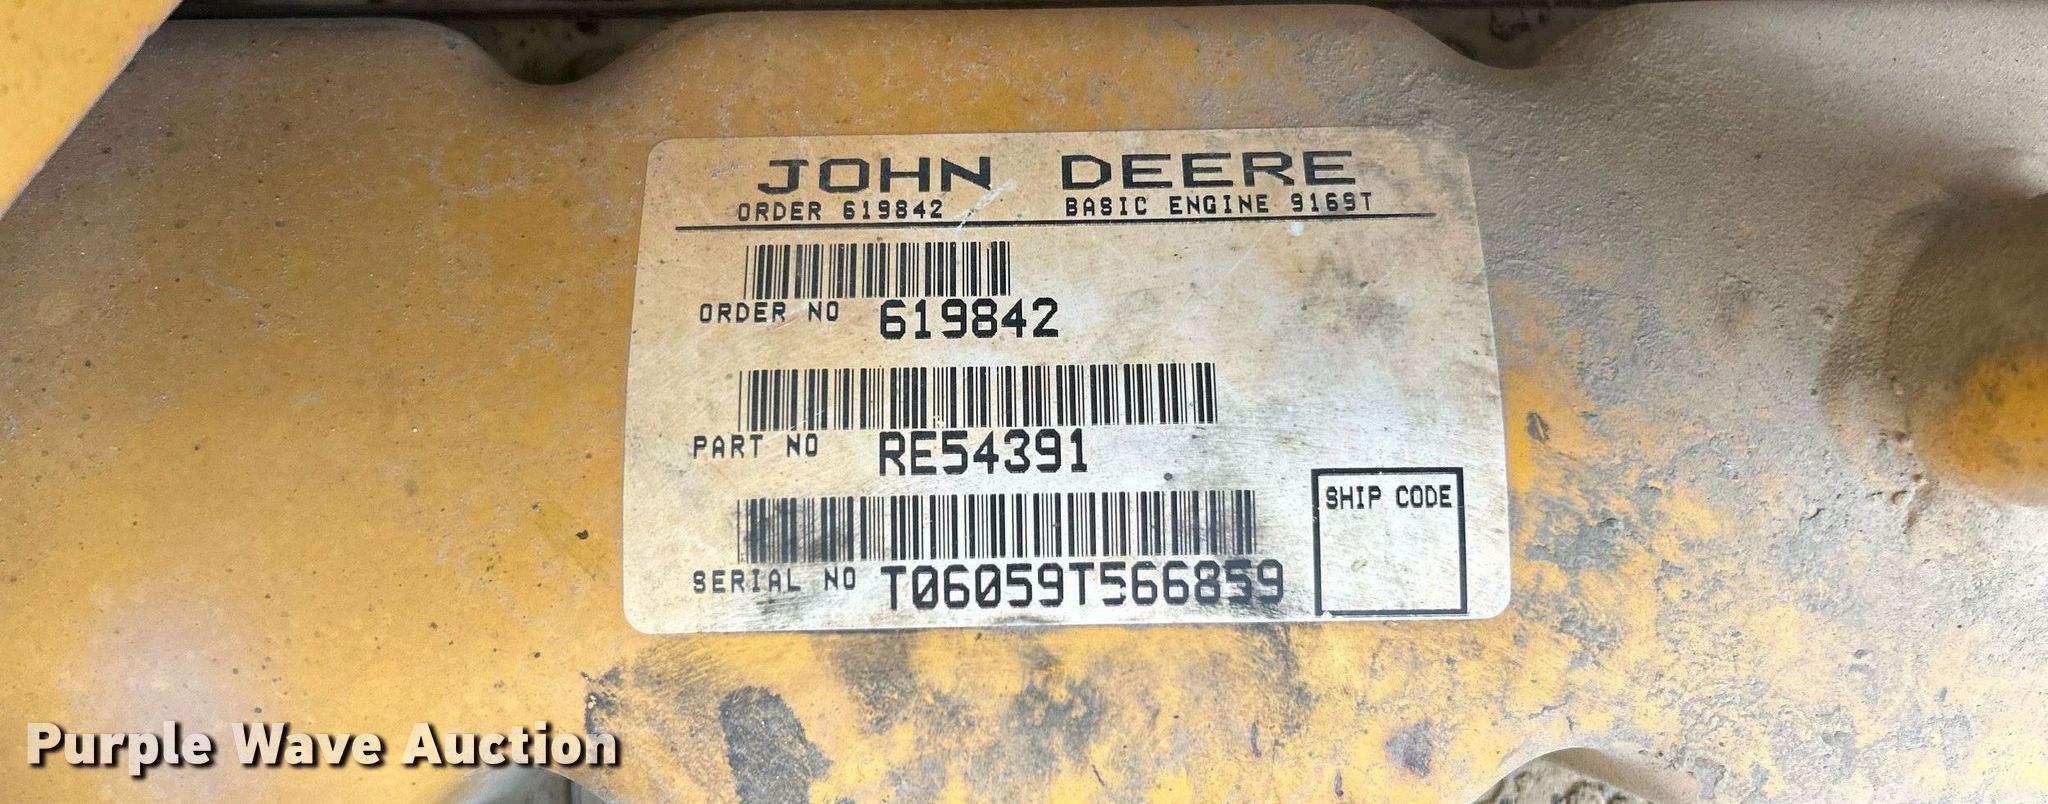 JOHN DEERE
ORDER 619842 BASIC ENGINE 9169T
ORDER NO 619842
PART NO RE54391
SHIP CODE
SERIAL NO T06059T566859
Purple Wave Auction